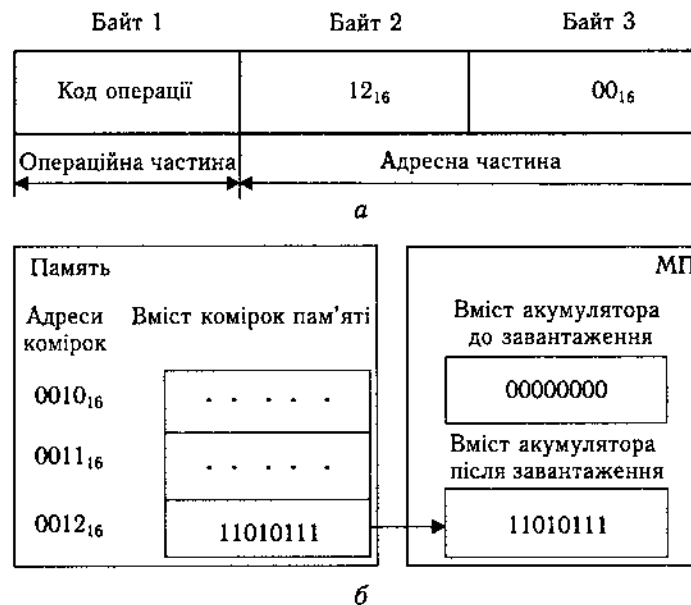 Байт 1 Байт 2 Байт 3
Код операції 12₁₆ 00₁₆
Операційна частина Адресна частина
а
Память МП
Адреси комірок Вміст комірок пам'яті
Вміст акумулятора до завантаження
0010₁₆ . . . . . 00000000
0011₁₆ . . . . .
Вміст акумулятора після завантаження
0012₁₆ 11010111 11010111
б